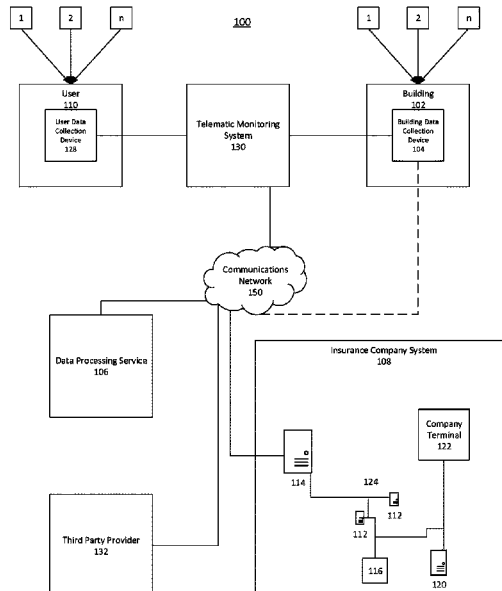 1
2
n
100
1
2
n
User
110
User Data
Collection
Device
128
Telematic Monitoring
System
130
Building
102
Building Data
Collection
Device
104
Communications
Network
150
Data Processing Service
106
Insurance Company System
108
Company
Terminal
122
114
124
112
112
116
120
Third Party Provider
132